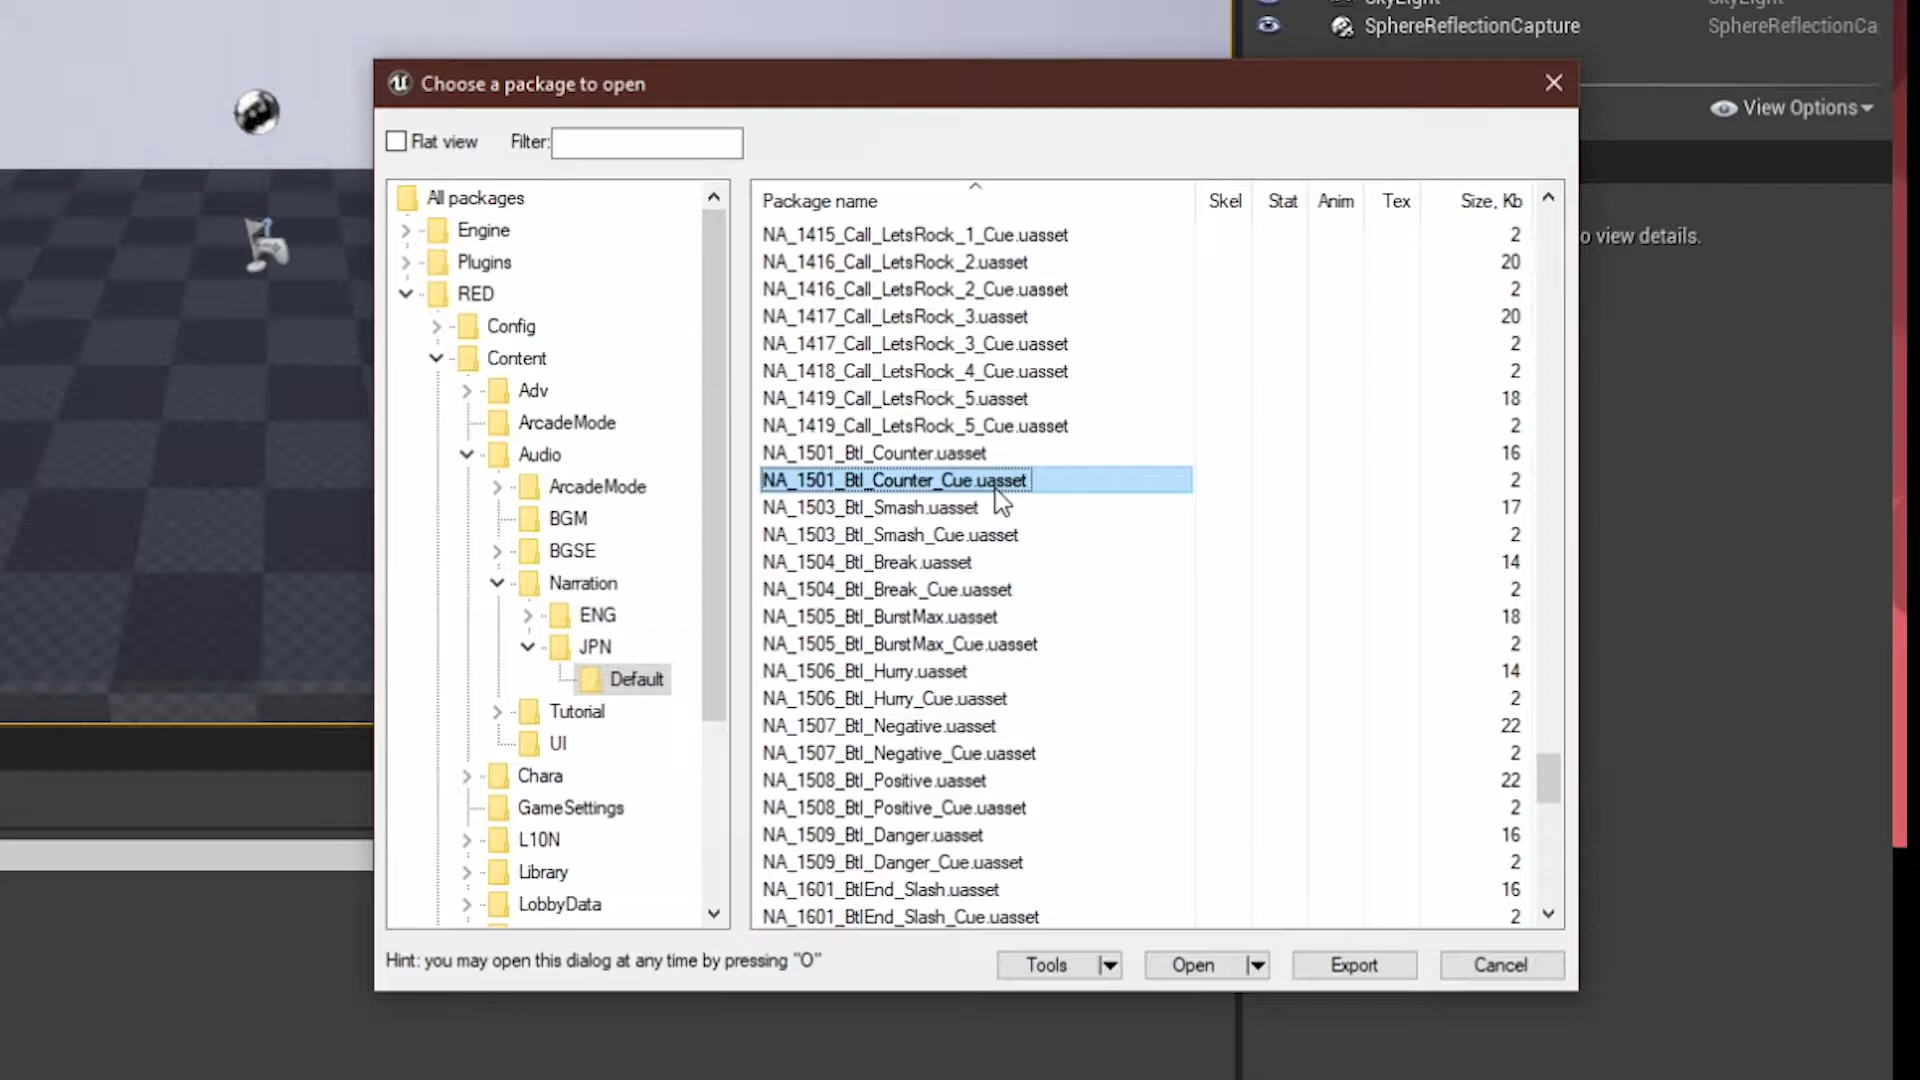 SkyLight SkyLight
SphereReflectionCapture SphereReflectionCa
Choose a package to open
View Options
Flat view Filter:
All packages
Engine
Plugins
RED
Config
Content
Adv
ArcadeMode
Audio
ArcadeMode
BGM
BGSE
Narration
ENG
JPN
Default
Tutorial
UI
Chara
GameSettings
L10N
Library
LobbyData
Package name Skel Stat Anim Tex Size, Kb
NA_1415_Call_LetsRock_1_Cue.uasset 2
NA_1416_Call_LetsRock_2.uasset 20
NA_1416_Call_LetsRock_2_Cue.uasset 2
NA_1417_Call_LetsRock_3.uasset 20
NA_1417_Call_LetsRock_3_Cue.uasset 2
NA_1418_Call_LetsRock_4_Cue.uasset 2
NA_1419_Call_LetsRock_5.uasset 18
NA_1419_Call_LetsRock_5_Cue.uasset 2
NA_1501_Btl_Counter.uasset 16
NA_1501_Btl_Counter_Cue.uasset 2
NA_1503_Btl_Smash.uasset 17
NA_1503_Btl_Smash_Cue.uasset 2
NA_1504_Btl_Break.uasset 14
NA_1504_Btl_Break_Cue.uasset 2
NA_1505_Btl_BurstMax.uasset 18
NA_1505_Btl_BurstMax_Cue.uasset 2
NA_1506_Btl_Hurry.uasset 14
NA_1506_Btl_Hurry_Cue.uasset 2
NA_1507_Btl_Negative.uasset 22
NA_1507_Btl_Negative_Cue.uasset 2
NA_1508_Btl_Positive.uasset 22
NA_1508_Btl_Positive_Cue.uasset 2
NA_1509_Btl_Danger.uasset 16
NA_1509_Btl_Danger_Cue.uasset 2
NA_1601_BtlEnd_Slash.uasset 16
NA_1601_BtlEnd_Slash_Cue.uasset 2
o view details.
Hint: you may open this dialog at any time by pressing "O"
Tools Open Export Cancel